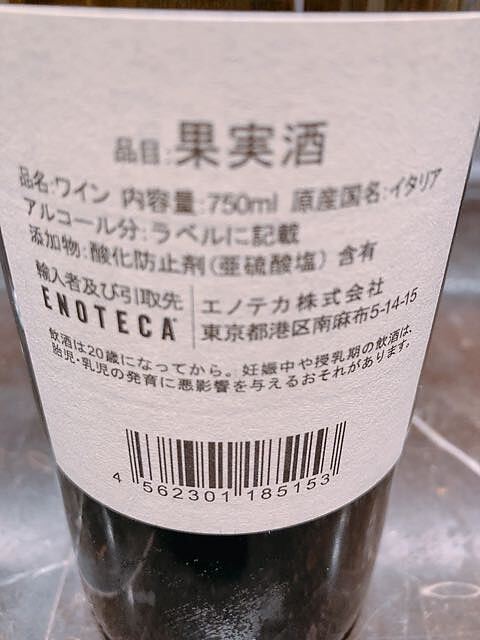 品目:果実酒
品名:ワイン 内容量:750ml 原産国名:イタリア
アルコール分:ラベルに記載
添加物:酸化防止剤(亜硫酸塩)含有
輸入者及び引取先
ENOTECA
エノテカ株式会社
東京都港区南麻布5-14-15
飲酒は20歳になってから。妊娠中や授乳期の飲酒は、
胎児・乳児の発育に悪影響を与えるおそれがあります。
4 562301 185153